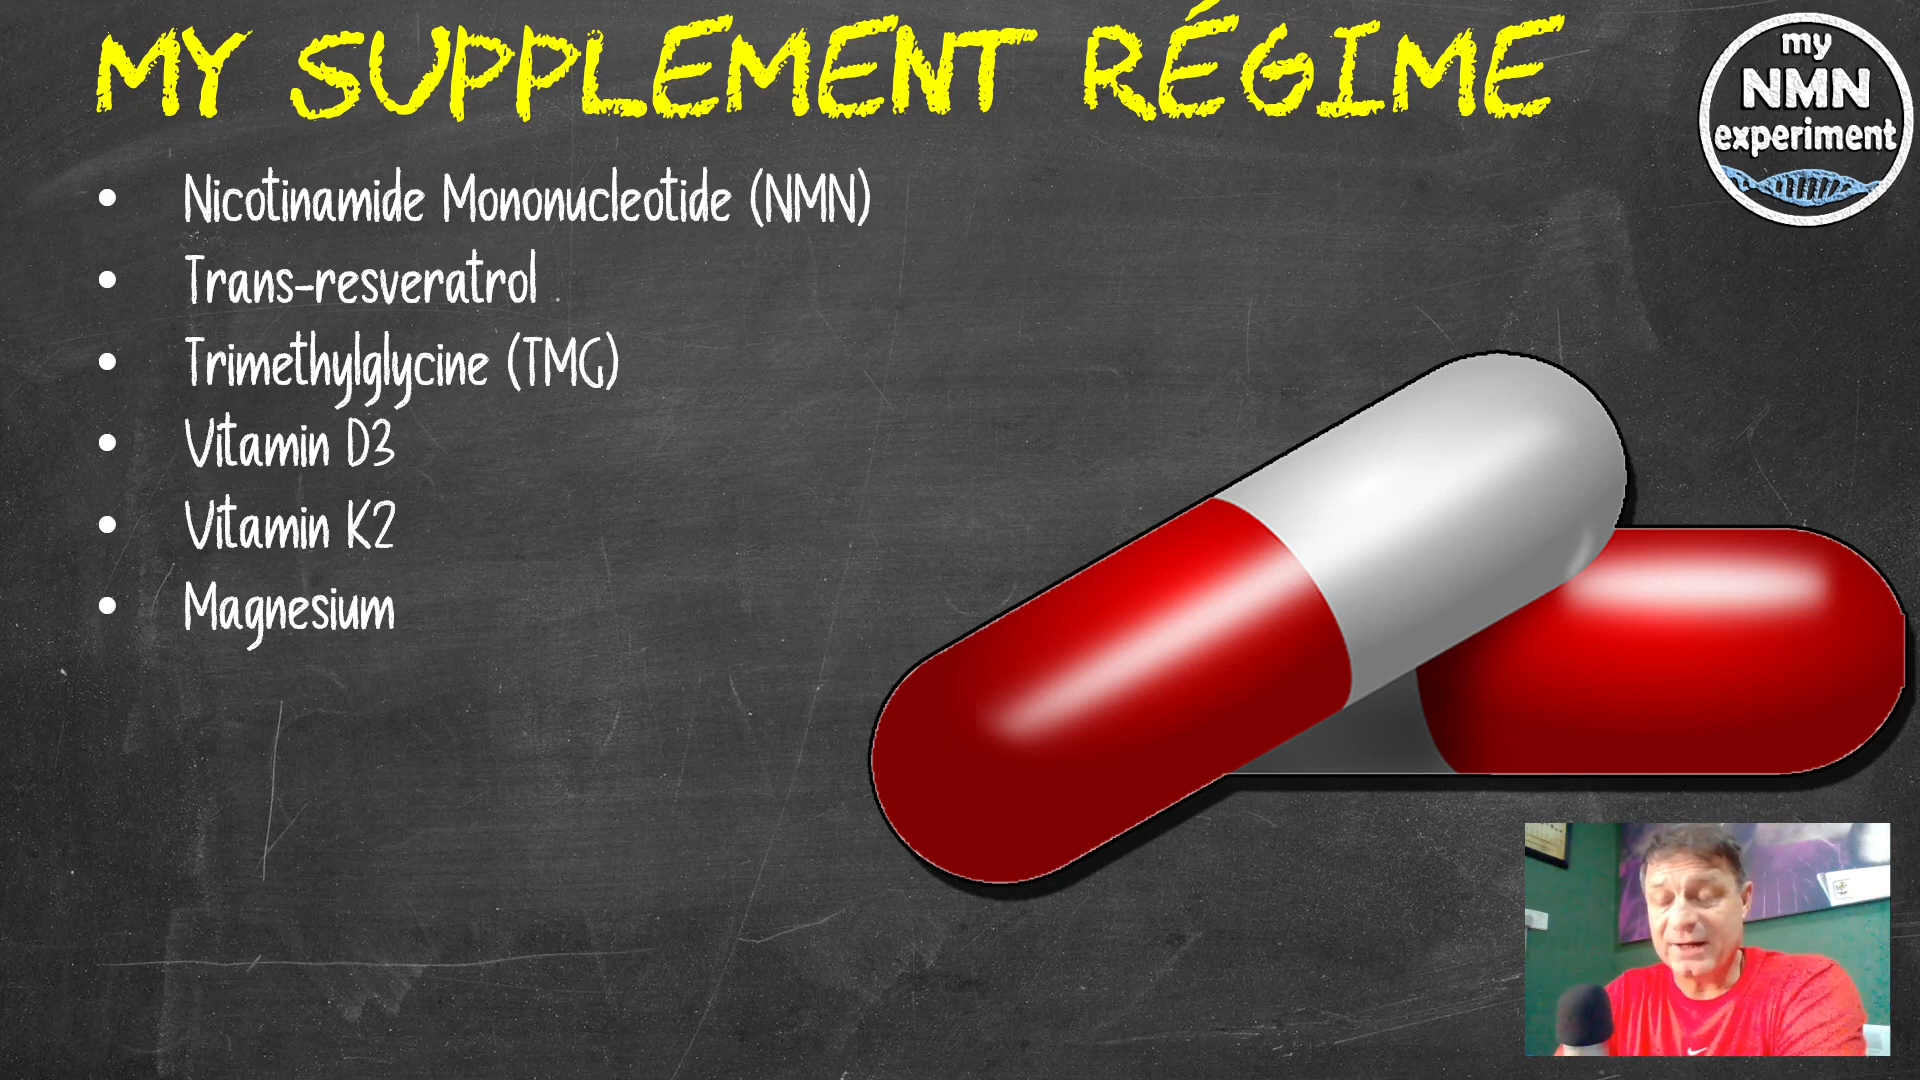 MY SUPPLEMENT RÉGIME
my
NMN
experiment
• Nicotinamide Mononucleotide (NMN)
• Trans-resveratrol
• Trimethylglycine (TMG)
• Vitamin D3
• Vitamin K2
• Magnesium